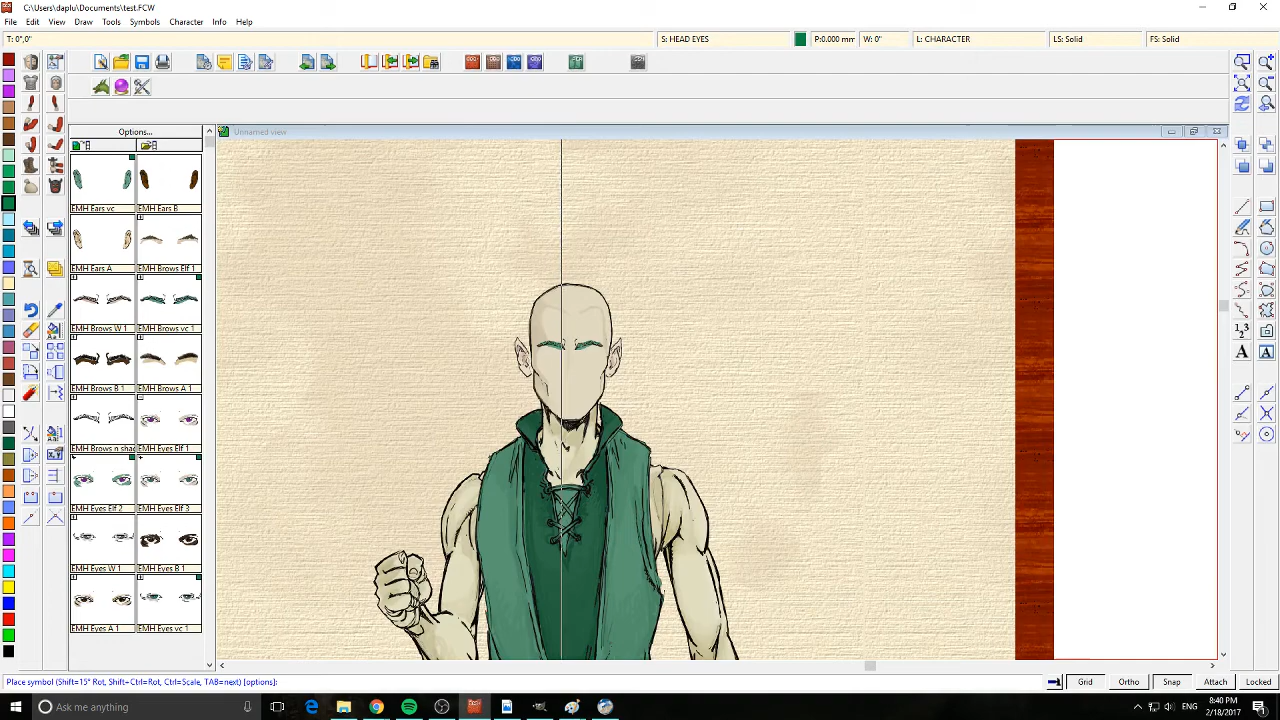 C:\Users\daplu\Documents\test.FCW
File Edit Draw Tools Symbols Character Info Help
T: 0",0" S: HEAD EYES P:0.000 mm W: 0" L: CHARACTER LS: Solid FS: Solid
Options... Unnamed view
EMH Ears vc EMH Ears B
EMH Ears A EMH Brows Elf 1
EMH Brows W 1 EMH Brows vc 1
EMH Brows B 1 EMH Brows A 1
EMH Brows n shad EMH Eyes Elf 1
EMH Eyes Elf 2 EMH Eyes Elf 3
EMH Eyes W 1 EMH Eyes B 1
EMH Eyes A 1 EMH Eyes vc 1
Place symbol (Shift=15° Rot, Shift+Ctrl=Rot, Ctrl=Scale, TAB=next) [options]: Grid Ortho Snap Attach Locked
Ask me anything
8:40 PM
2/18/2017